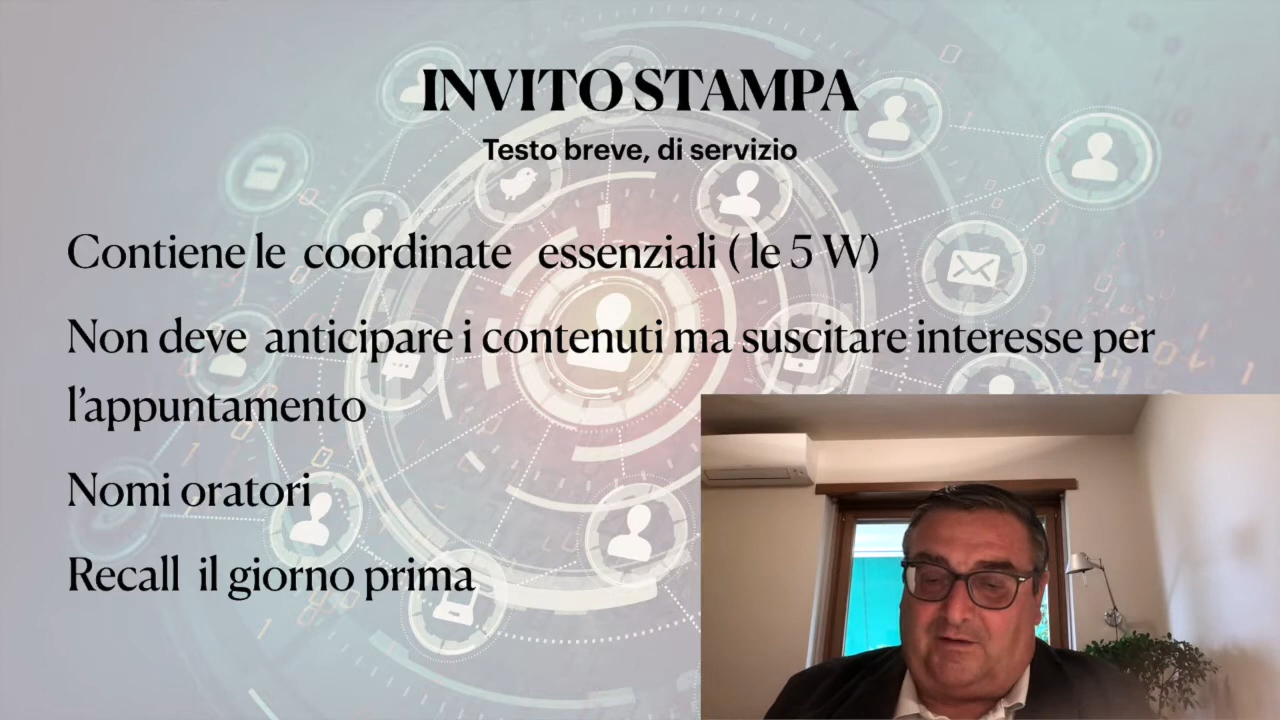 INVITO STAMPA
Testo breve, di servizio
Contiene le coordinate essenziali ( le 5 W)
Non deve anticipare i contenuti ma suscitare interesse per
l’appuntamento
Nomi oratori
Recall il giorno prima